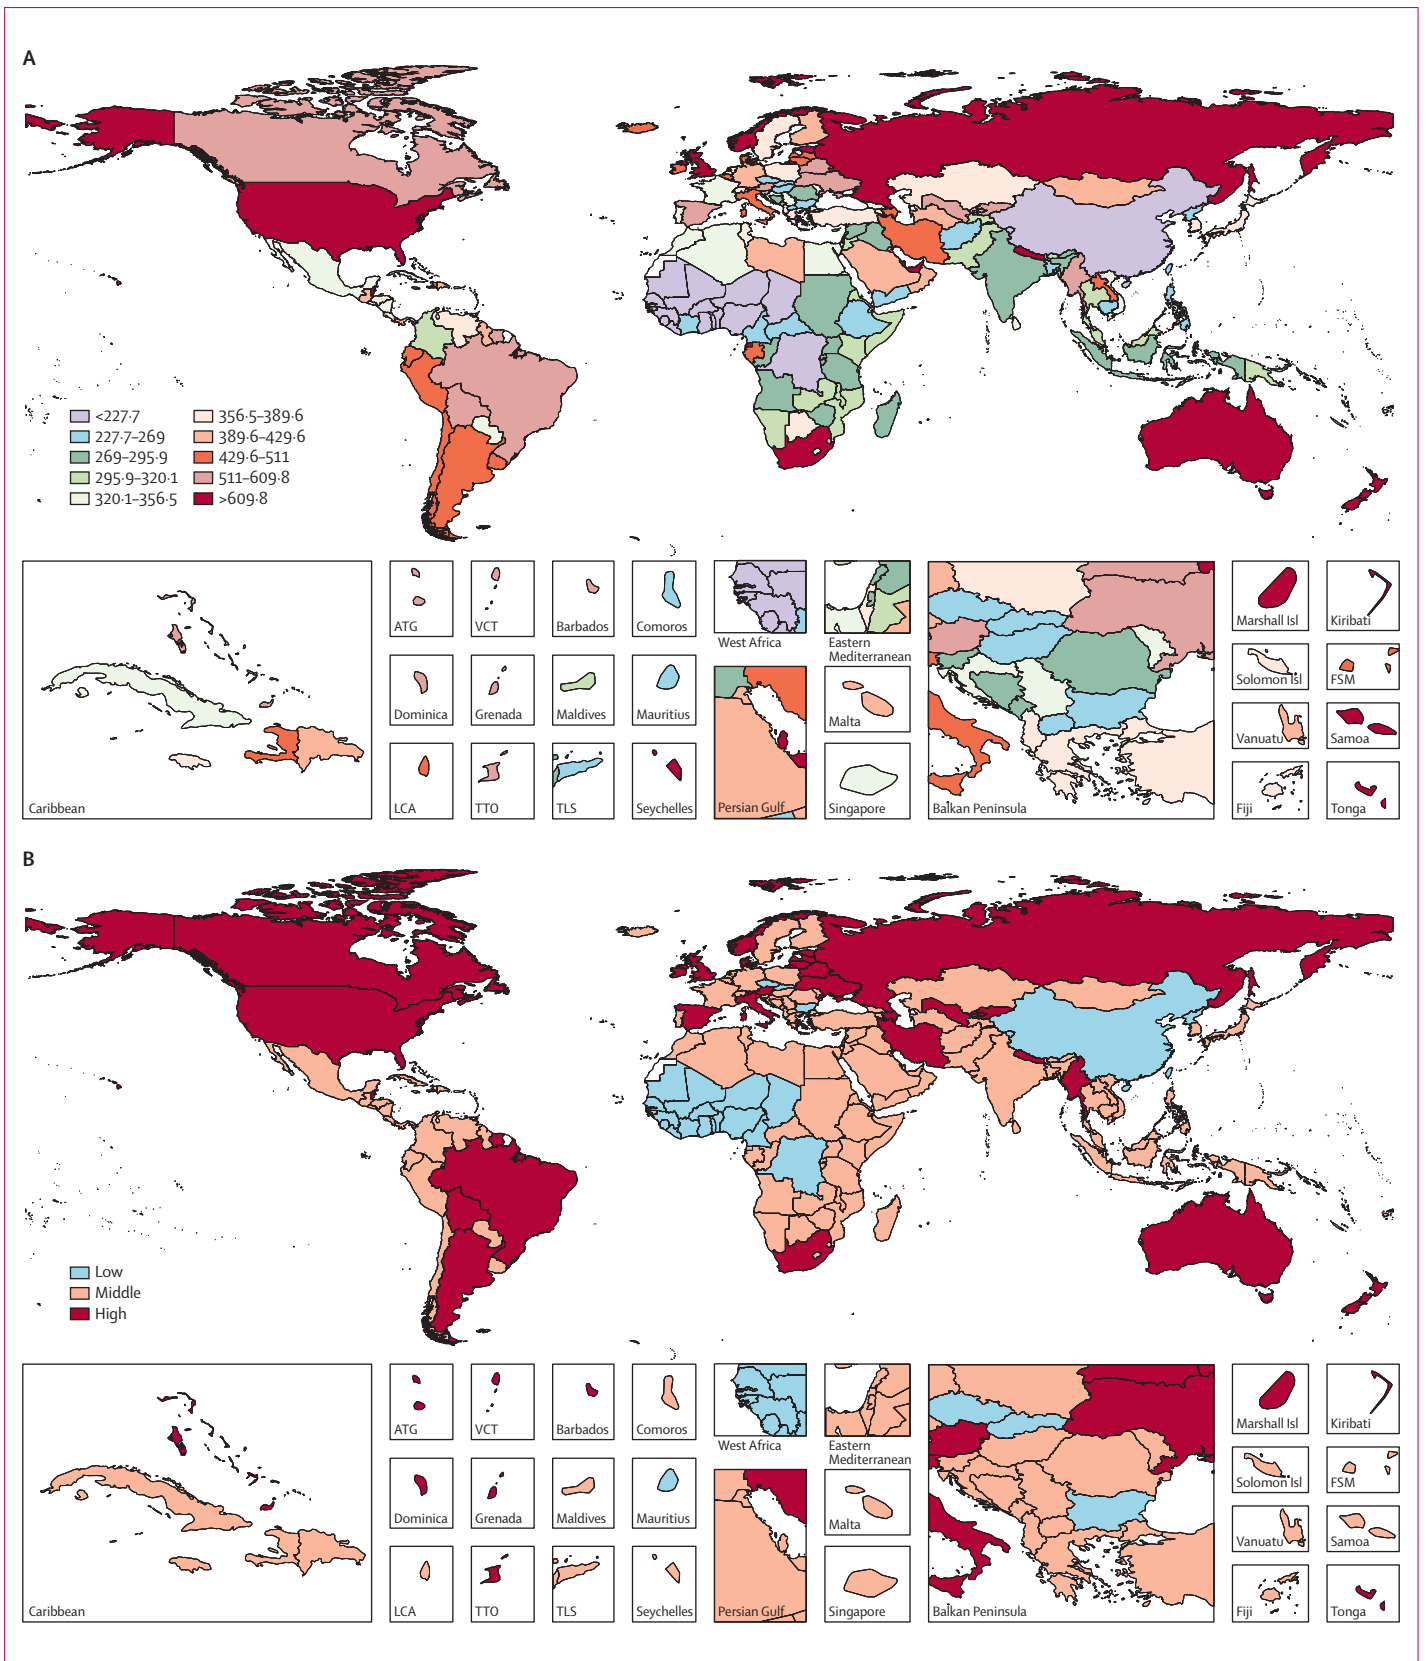 A
<227·7
227·7–269
269–295·9
295·9–320·1
320·1–356·5
356·5–389·6
389·6–429·6
429·6–511
511–609·8
>609·8
Caribbean
ATG
VCT
Barbados
Comoros
Dominica
Grenada
Maldives
Mauritius
LCA
TTO
TLS
Seychelles
West Africa
Eastern
Mediterranean
Persian Gulf
Malta
Singapore
Balkan Peninsula
Marshall Isl
Kiribati
Solomon Isl
FSM
Vanuatu
Samoa
Fiji
Tonga
B
Low
Middle
High
Caribbean
ATG
VCT
Barbados
Comoros
Dominica
Grenada
Maldives
Mauritius
LCA
TTO
TLS
Seychelles
West Africa
Eastern
Mediterranean
Persian Gulf
Malta
Singapore
Balkan Peninsula
Marshall Isl
Kiribati
Solomon Isl
FSM
Vanuatu
Samoa
Fiji
Tonga